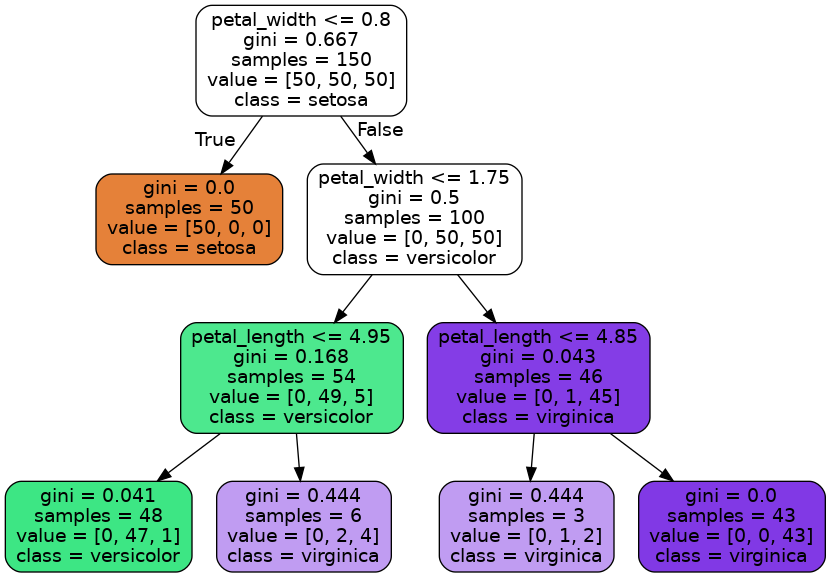 petal_width <= 0.8
gini = 0.667
samples = 150
value = [50, 50, 50]
class = setosa
True
False
gini = 0.0
samples = 50
value = [50, 0, 0]
class = setosa
petal_width <= 1.75
gini = 0.5
samples = 100
value = [0, 50, 50]
class = versicolor
petal_length <= 4.95
gini = 0.168
samples = 54
value = [0, 49, 5]
class = versicolor
petal_length <= 4.85
gini = 0.043
samples = 46
value = [0, 1, 45]
class = virginica
gini = 0.041
samples = 48
value = [0, 47, 1]
class = versicolor
gini = 0.444
samples = 6
value = [0, 2, 4]
class = virginica
gini = 0.444
samples = 3
value = [0, 1, 2]
class = virginica
gini = 0.0
samples = 43
value = [0, 0, 43]
class = virginica